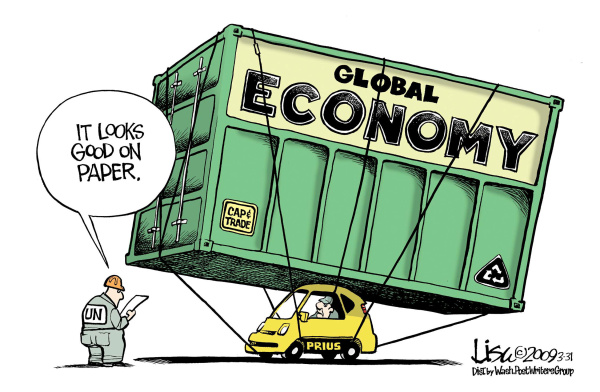 GLOBAL
ECONOMY
IT LOOKS
GOOD ON
PAPER.
CAP &
TRADE
UN
PRIUS
Lisa ©2009 3-31
Dist by Wash.Post Writers Group